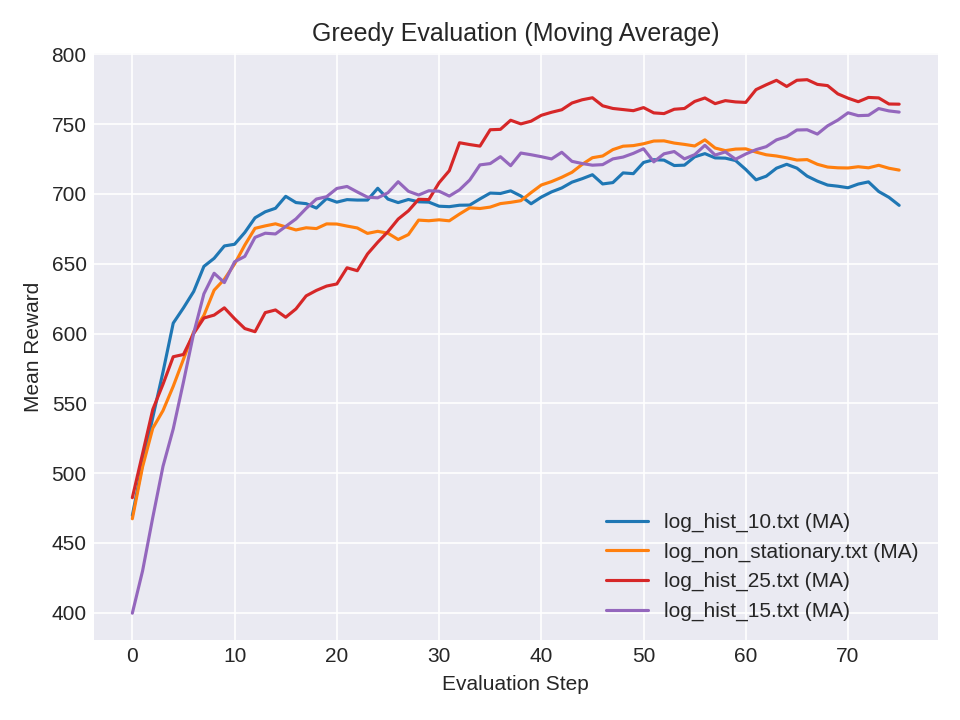 Greedy Evaluation (Moving Average)
Mean Reward
800
750
700
650
600
550
500
450
400
0 10 20 30 40 50 60 70
Evaluation Step
log_hist_10.txt (MA)
log_non_stationary.txt (MA)
log_hist_25.txt (MA)
log_hist_15.txt (MA)